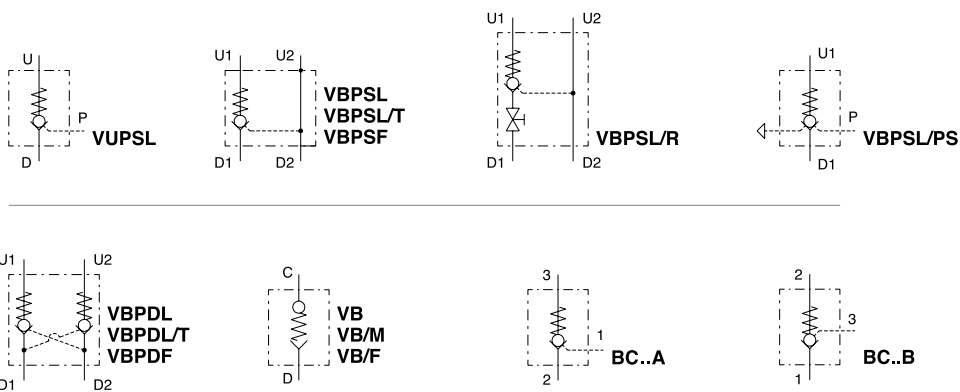 U
P
VUPSL
D
U1 U2
VBPSL
VBPSL/T
VBPSF
D1 D2
U1 U2
VBPSL/R
D1 D2
U1
P
VBPSL/PS
D1
U1 U2
VBPDL
VBPDL/T
VBPDF
D1 D2
C
VB
VB/M
VB/F
D
3
1
BC..A
2
2
3
BC..B
1